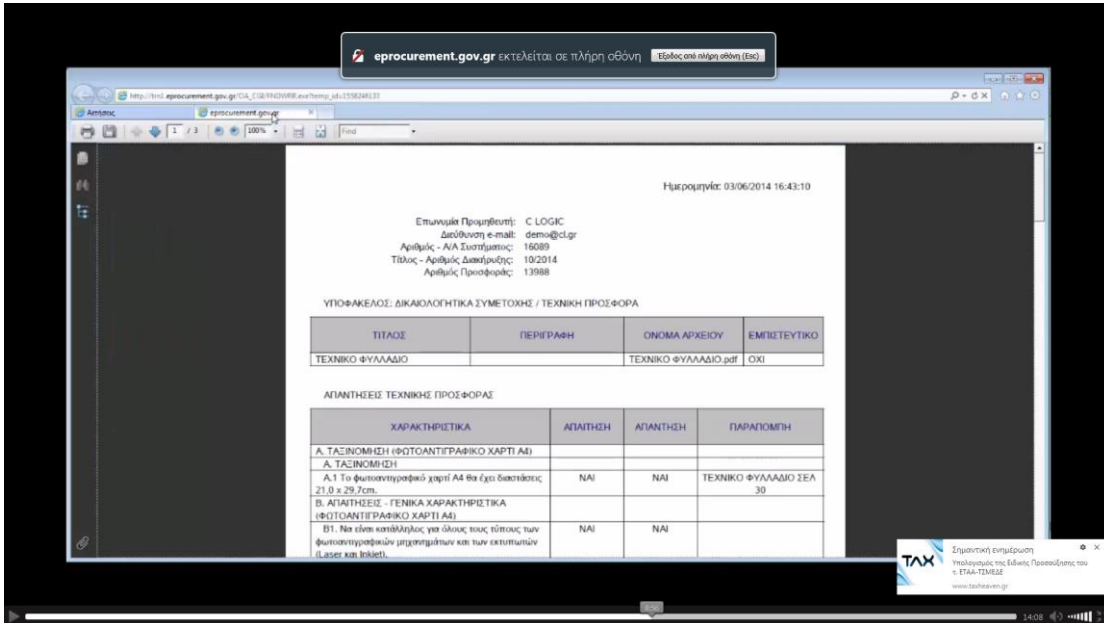 eprocurement.gov.gr εκτελείται σε πλήρη οθόνη Έξοδος από πλήρη οθόνη (Esc)
Αιτήσεις eprocurement.gov.gr
1 / 3 100% Find
Ημερομηνία: 03/06/2014 16:43:10
Επωνυμία Προμηθευτή: C LOGIC
Διεύθυνση e-mail: demo@cl.gr
Αριθμός - Α/Α Συστήματος: 16089
Τίτλος - Αριθμός Διακήρυξης: 10/2014
Αριθμός Προσφοράς: 13988
ΥΠΟΦΑΚΕΛΟΣ: ΔΙΚΑΙΟΛΟΓΗΤΙΚΑ ΣΥΜΕΤΟΧΗΣ / ΤΕΧΝΙΚΗ ΠΡΟΣΦΟΡΑ
ΤΙΤΛΟΣ ΠΕΡΙΓΡΑΦΗ ΟΝΟΜΑ ΑΡΧΕΙΟΥ ΕΜΠΙΣΤΕΥΤΙΚΟ
ΤΕΧΝΙΚΟ ΦΥΛΛΑΔΙΟ ΤΕΧΝΙΚΟ ΦΥΛΛΑΔΙΟ.pdf ΟΧΙ
ΑΠΑΝΤΗΣΕΙΣ ΤΕΧΝΙΚΗΣ ΠΡΟΣΦΟΡΑΣ
ΧΑΡΑΚΤΗΡΙΣΤΙΚΑ ΑΠΑΙΤΗΣΗ ΑΠΑΝΤΗΣΗ ΠΑΡΑΠΟΜΠΗ
Α. ΤΑΞΙΝΟΜΗΣΗ (ΦΩΤΟΑΝΤΙΓΡΑΦΙΚΟ ΧΑΡΤΙ Α4)
Α. ΤΑΞΙΝΟΜΗΣΗ
Α.1 Το φωτοαντιγραφικό χαρτί Α4 θα έχει διαστάσεις ΝΑΙ ΝΑΙ ΤΕΧΝΙΚΟ ΦΥΛΛΑΔΙΟ ΣΕΛ
21,0 x 29,7cm. 30
Β. ΑΠΑΙΤΗΣΕΙΣ - ΓΕΝΙΚΑ ΧΑΡΑΚΤΗΡΙΣΤΙΚΑ
(ΦΩΤΟΑΝΤΙΓΡΑΦΙΚΟ ΧΑΡΤΙ Α4)
Β1. Να είναι κατάλληλος για όλους τους τύπους των ΝΑΙ ΝΑΙ
φωτοαντιγραφικών μηχανημάτων και των εκτυπωτών
(Laser και Inkjet).
TAX
Σημαντική ενημέρωση
Υπολογισμός της Ειδικής Προσαύξησης του
τ. ΕΤΑΑ-ΤΣΜΕΔΕ
www.taxheaven.gr
8:50
14:08